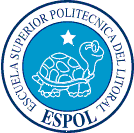 ESCUELA SUPERIOR POLITECNICA DEL LITORAL
ESPOL